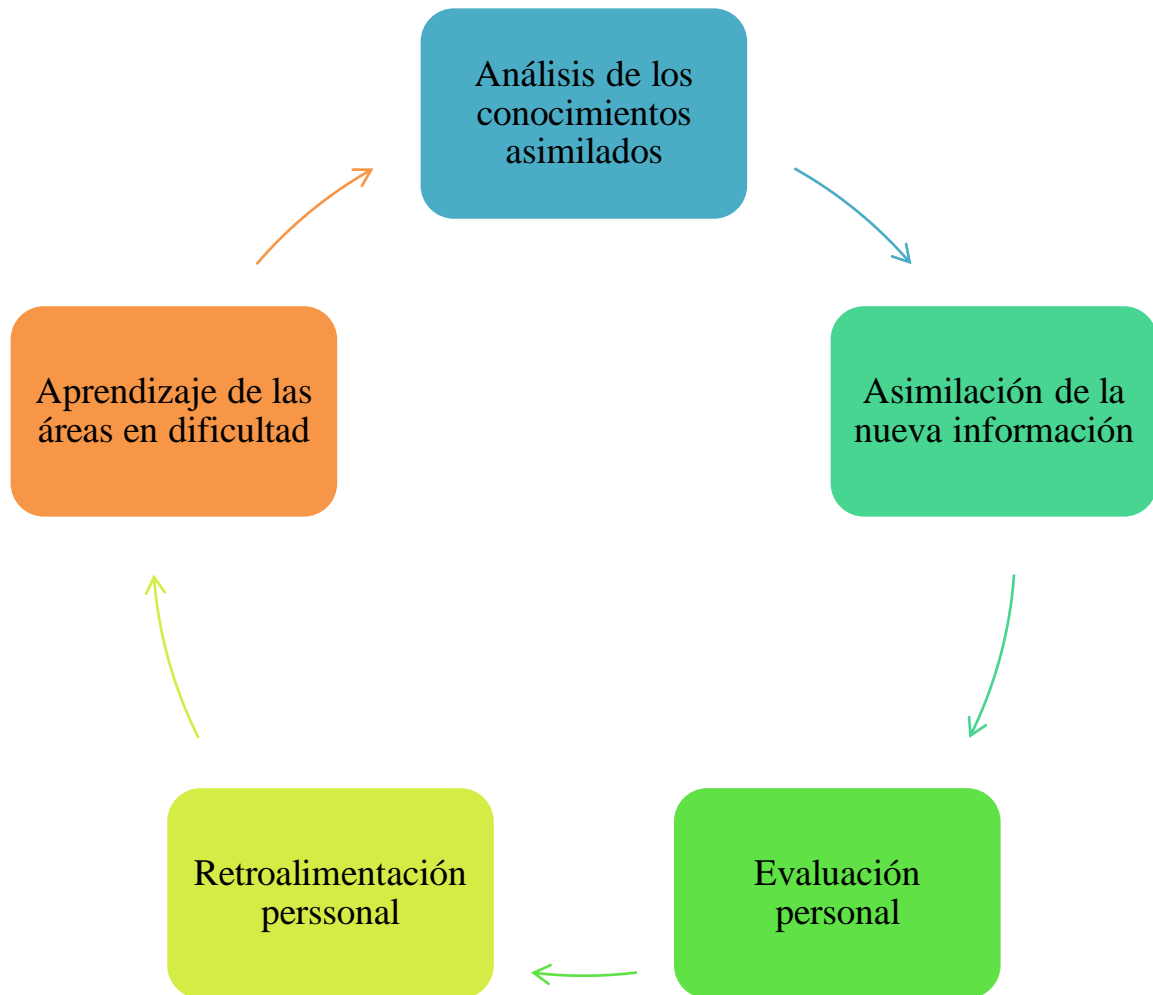 Análisis de los
conocimientos
asimilados
Asimilación de la
nueva información
Evaluación
personal
Retroalimentación
perssonal
Aprendizaje de las
áreas en dificultad